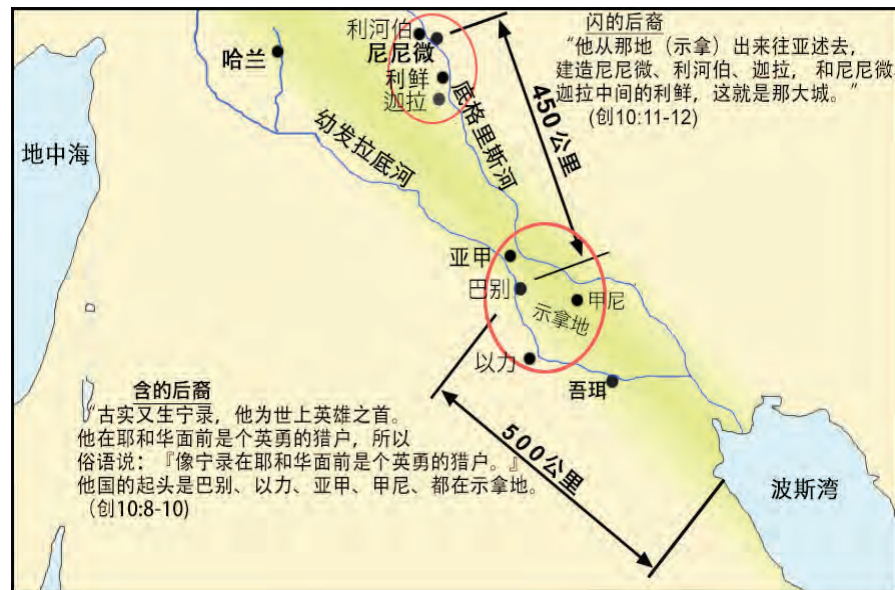 利河伯
尼尼微
利鲜
迦拉
哈兰
底格里斯河
450公里
闪的后裔
“他从那地（示拿）出来往亚述去，
建造尼尼微、利河伯、迦拉， 和尼尼微、
迦拉中间的利鲜，这就是那大城。”
(创10:11-12)
地中海
幼发拉底河
亚甲
巴别
甲尼
示拿地
以力
吾珥
500公里
波斯湾
含的后裔
“古实又生宁录，他为世上英雄之首。
他在耶和华面前是个英勇的猎户，所以
俗语说：『像宁录在耶和华面前是个英勇的猎户。』
他国的起头是巴别、以力、亚甲、甲尼、都在示拿地。
（创10:8-10)